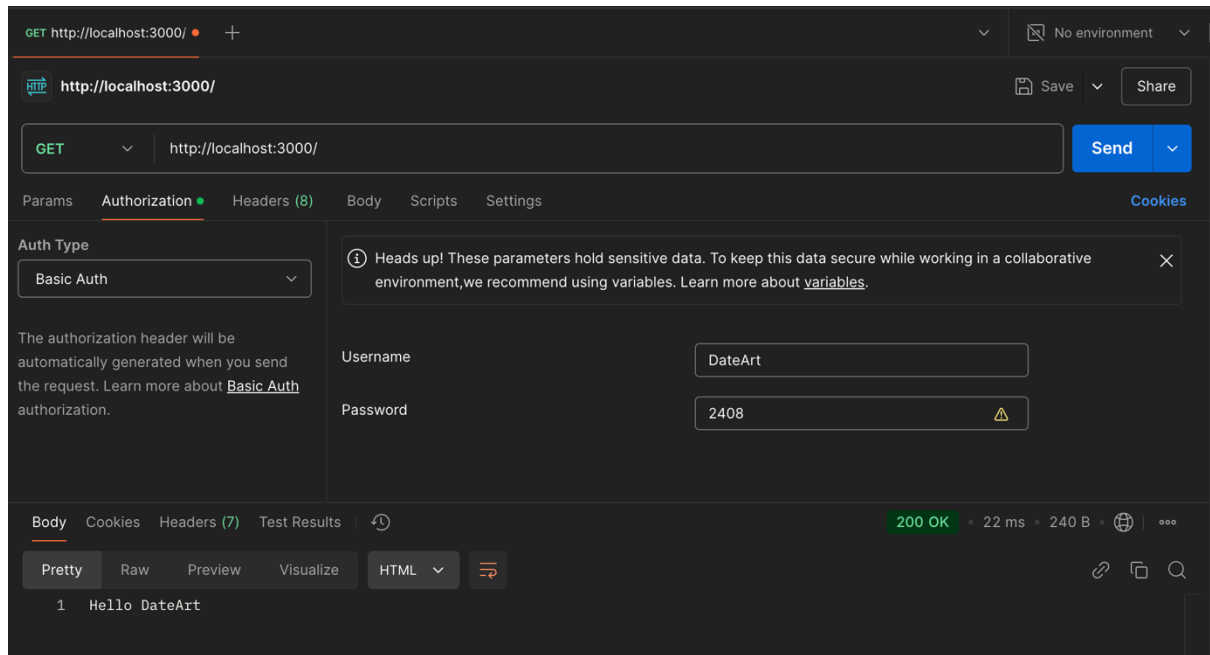 GET http://localhost:3000/
No environment
HTTP http://localhost:3000/
Save
Share
GET
http://localhost:3000/
Send
Params Authorization Headers (8) Body Scripts Settings
Cookies
Auth Type
Basic Auth
The authorization header will be
automatically generated when you send
the request. Learn more about Basic Auth
authorization.
Heads up! These parameters hold sensitive data. To keep this data secure while working in a collaborative
environment,we recommend using variables. Learn more about variables.
Username
DateArt
Password
2408
Body Cookies Headers (7) Test Results
200 OK 22 ms 240 B
Pretty Raw Preview Visualize HTML
1 Hello DateArt